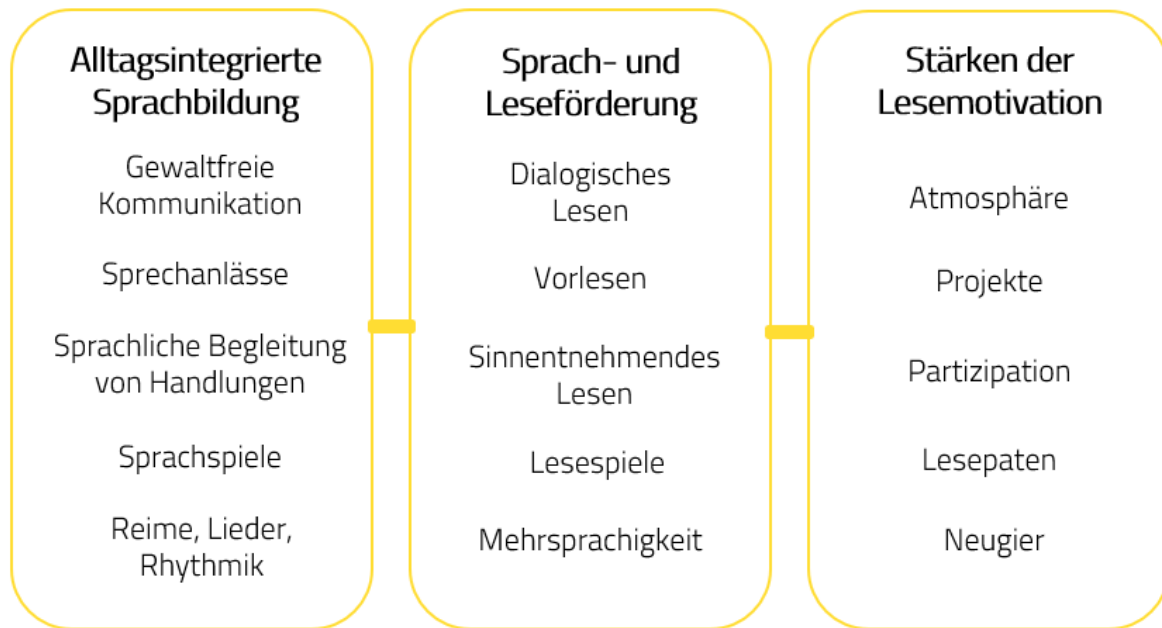 Alltagsintegrierte
Sprachbildung
Gewaltfreie
Kommunikation
Sprechanlässe
Sprachliche Begleitung
von Handlungen
Sprachspiele
Reime, Lieder,
Rhythmik
Sprach- und
Leseförderung
Dialogisches
Lesen
Vorlesen
Sinnentnehmendes
Lesen
Lesespiele
Mehrsprachigkeit
Stärken der
Lesemotivation
Atmosphäre
Projekte
Partizipation
Lesepaten
Neugier